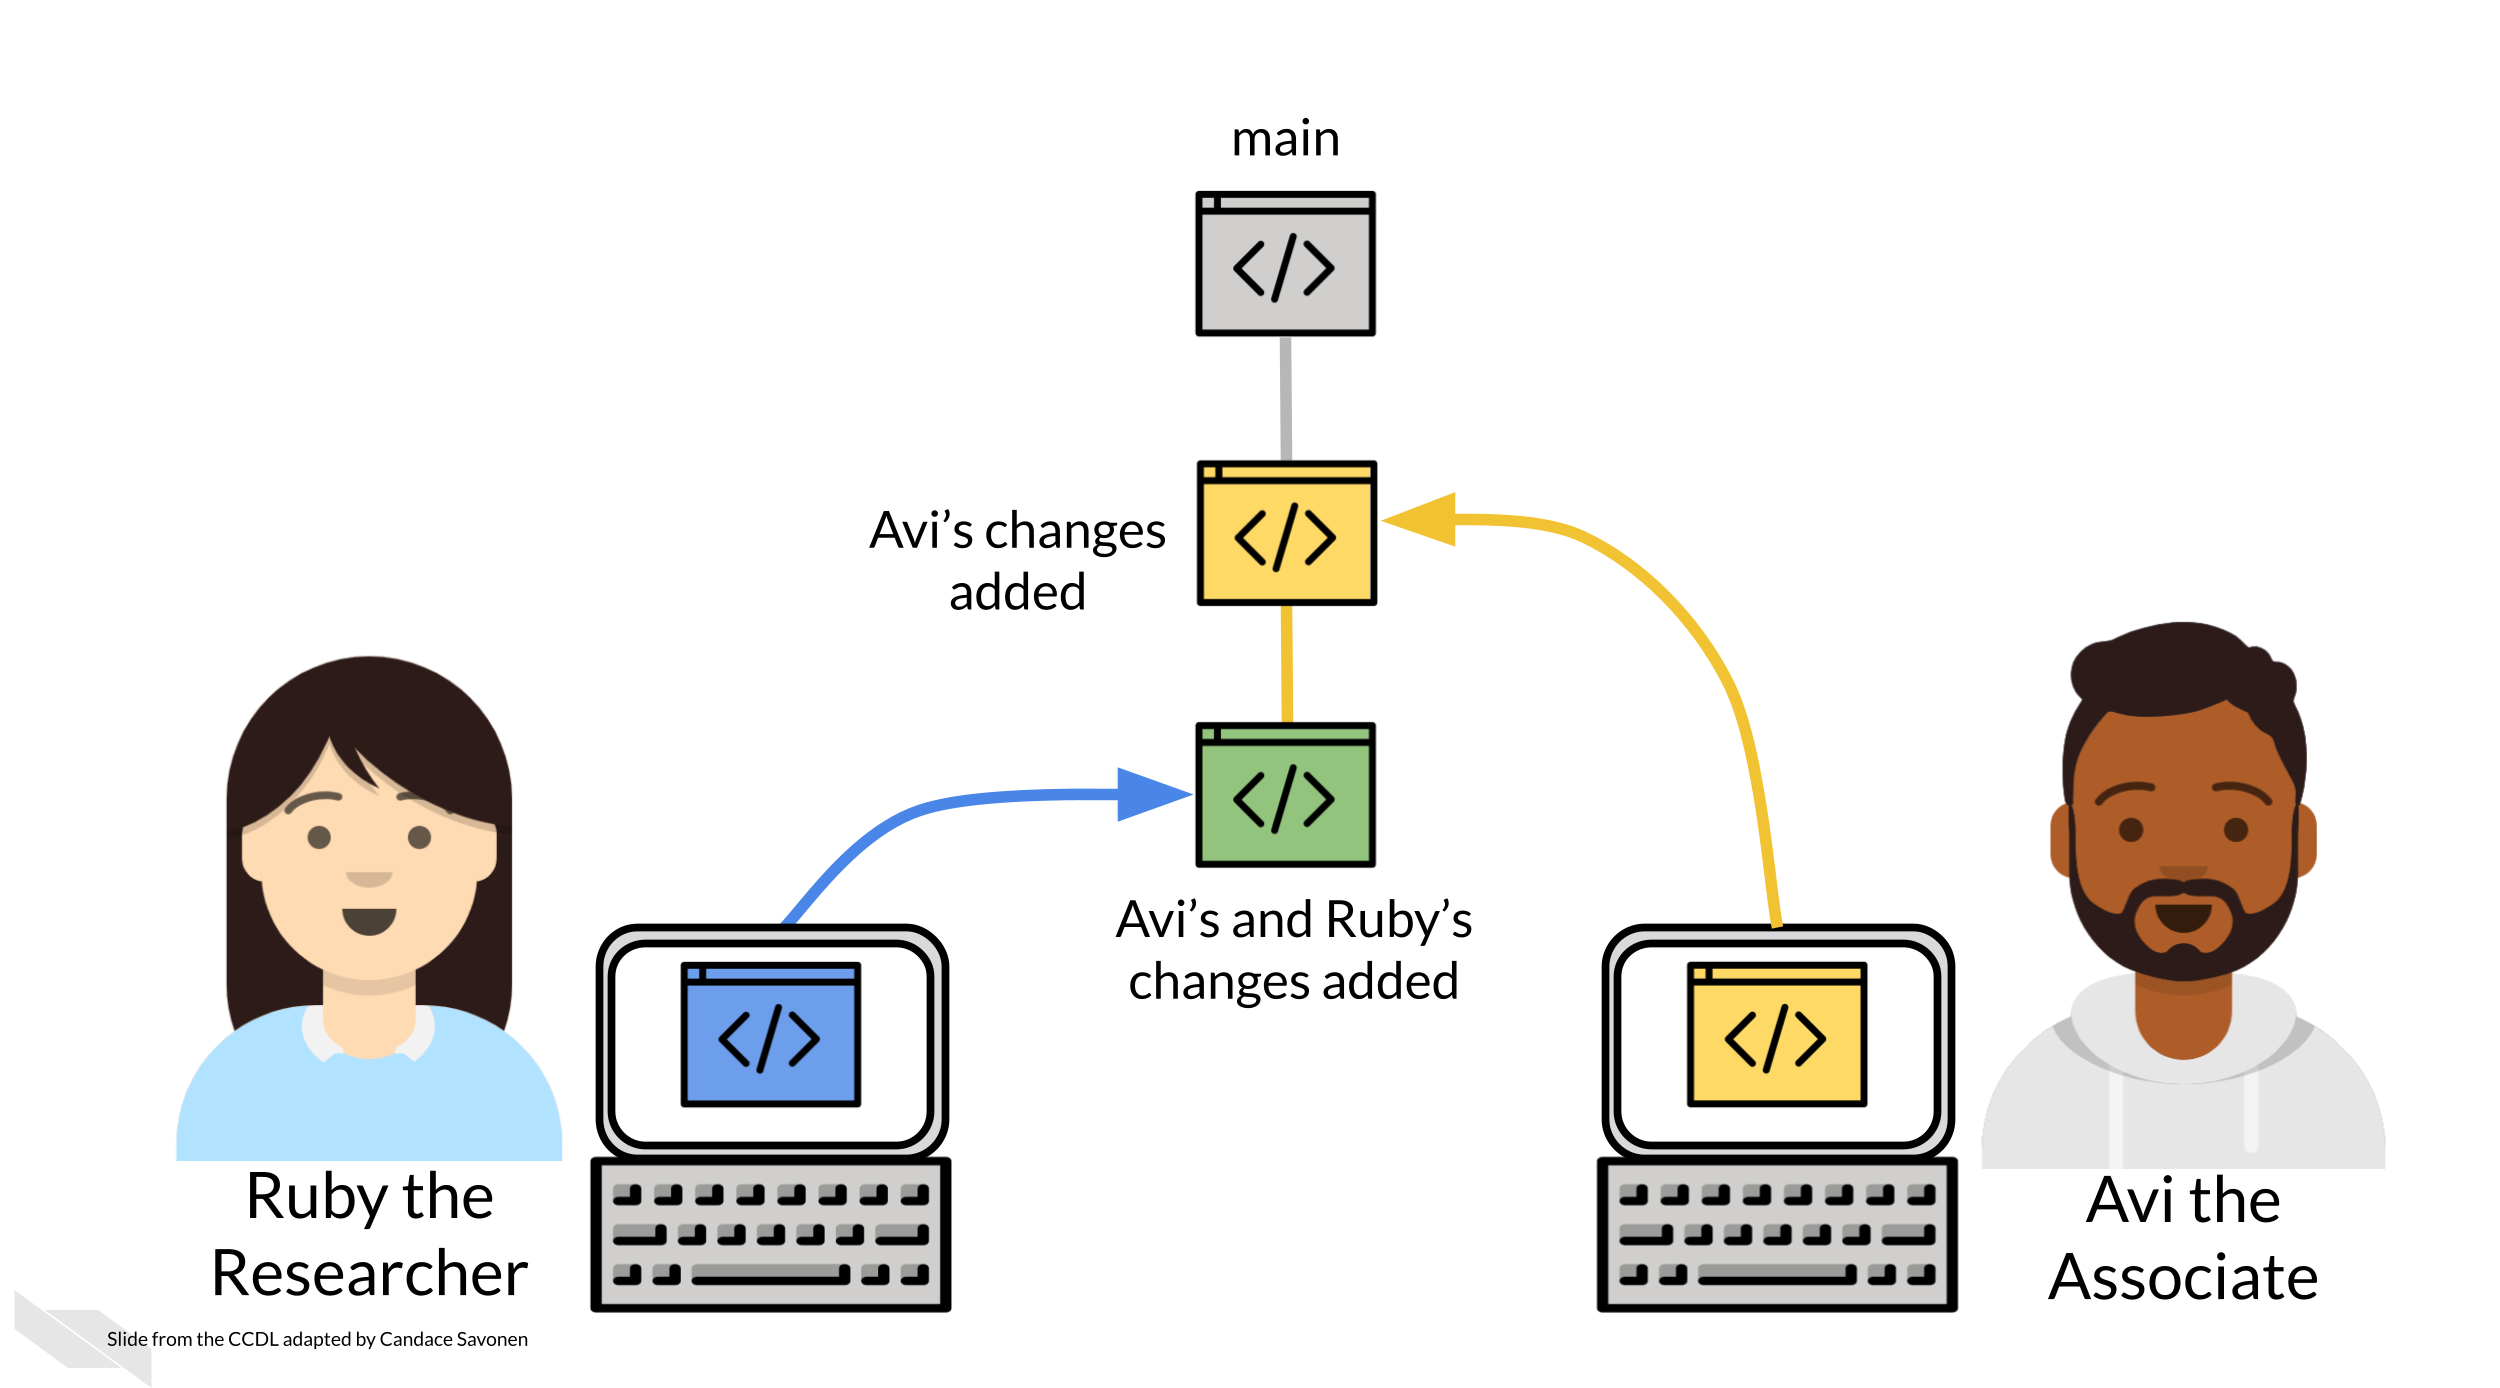 main
</>
Avi’s changes
added
</>
</>
Avi’s and Ruby’s
changes added
</>
</>
Ruby the
Researcher
Avi the
Associate
Slide from the CCDL adapted by Candace Savonen